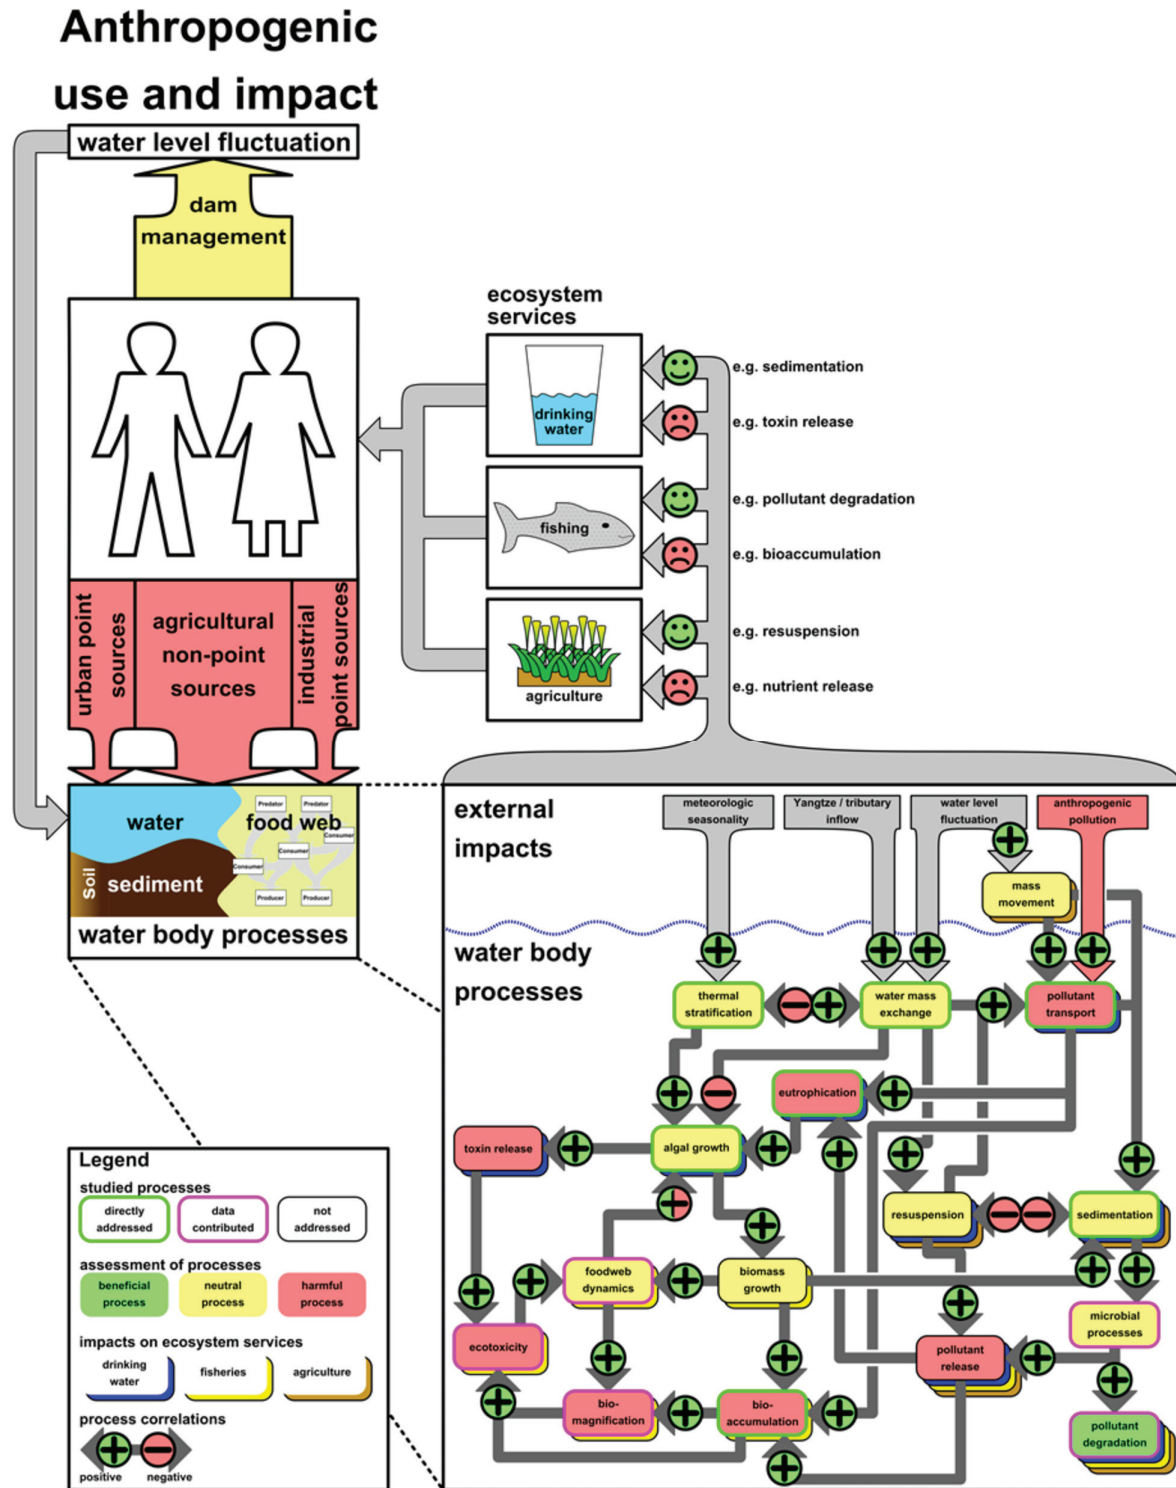 Anthropogenic
use and impact
water level fluctuation
dam
management
ecosystem
services
drinking
water
e.g. sedimentation
e.g. toxin release
fishing
e.g. pollutant degradation
e.g. bioaccumulation
agriculture
e.g. resuspension
e.g. nutrient release
urban point
sources
agricultural
non-point
sources
industrial
point sources
water
food web
Predator
Predator
Consumer
Consumer
Consumer
Producer
Producer
soil
sediment
water body processes
external
impacts
meteorologic
seasonality
Yangtze / tributary
inflow
water level
fluctuation
anthropogenic
pollution
mass
movement
water body
processes
thermal
stratification
water mass
exchange
pollutant
transport
eutrophication
toxin release
algal growth
resuspension
sedimentation
foodweb
dynamics
biomass
growth
microbial
processes
ecotoxicity
pollutant
release
bio-
magnification
bio-
accumulation
pollutant
degradation
Legend
studied processes
directly
addressed
data
contributed
not
addressed
assessment of processes
beneficial
process
neutral
process
harmful
process
impacts on ecosystem services
drinking
water
fisheries
agriculture
process correlations
positive
negative